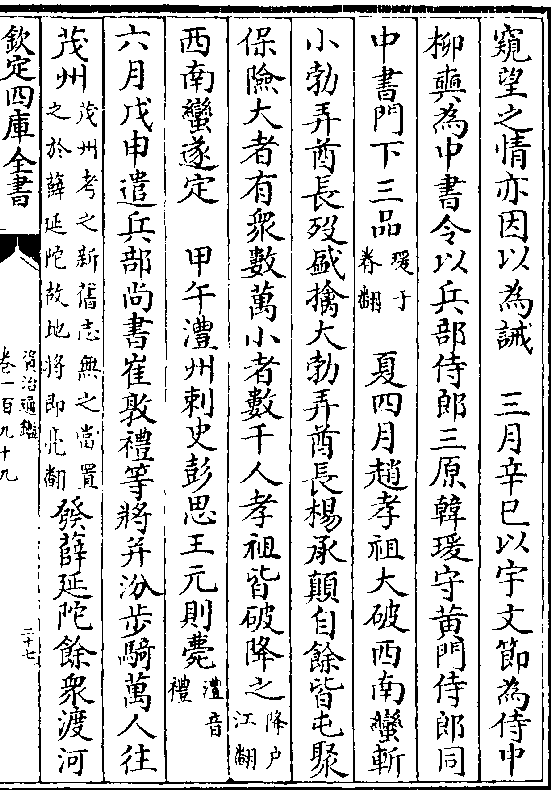 窺望之情亦因以為誡　三月辛巳以宇文節為侍中
柳奭為中書令以兵部侍郎三原韓瑗守黃門侍郎同
中書門下三品瑗于眷翻　夏四月趙孝祖大破西南蠻斬
小勃弄酋長歿盛擒大勃弄酋長楊承顛自餘皆屯聚
保險大者有衆數萬小者數千人孝祖皆破降之降户江翻
西南蠻遂定　甲午澧州刺史彭思王元則薨澧音禮
六月戊申遣兵部尚書崔敦禮等將并汾步騎萬人往
茂州茂州考之新舊志無之當置之於薛延陀故地將即亮翻發薛延陀餘衆渡河
欽定四庫全書
資治通鑑
卷一百九十九
二十七